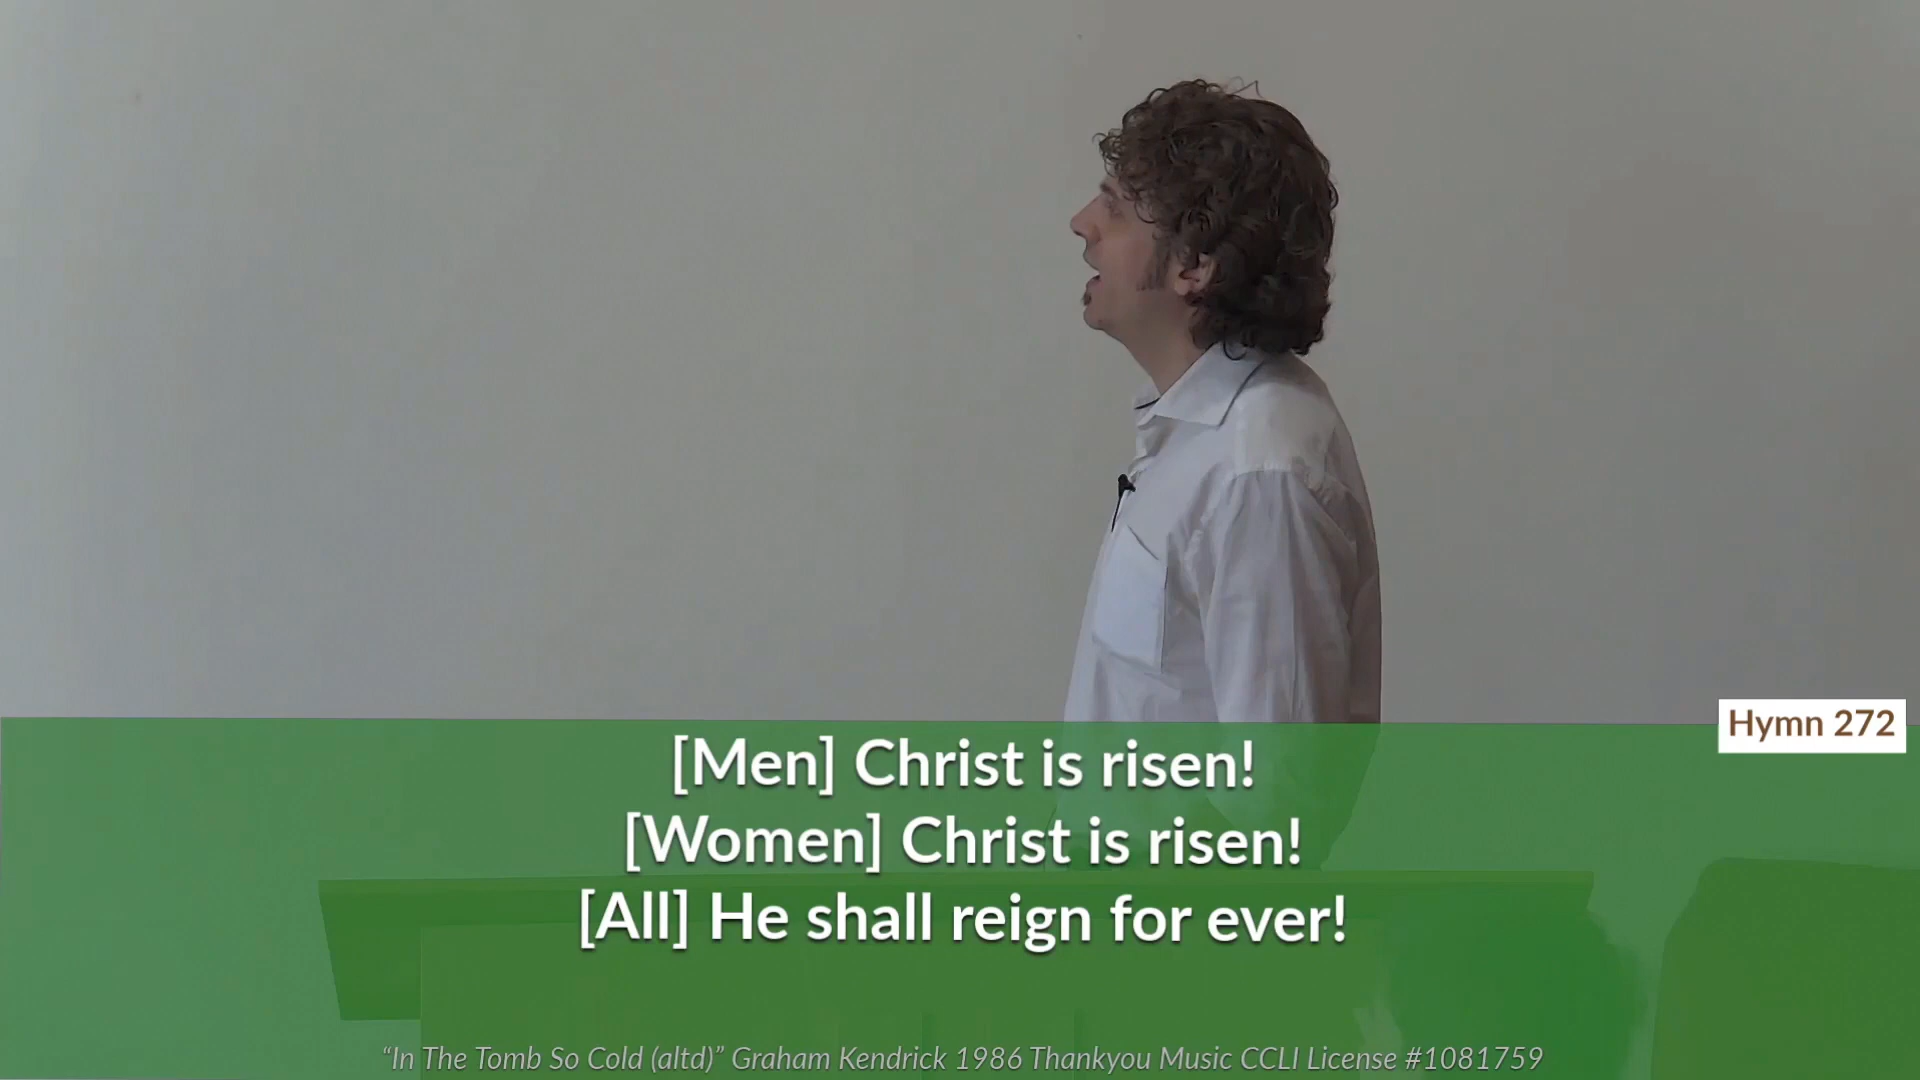 Hymn 272
[Men] Christ is risen!
[Women] Christ is risen!
[All] He shall reign for ever!
“In The Tomb So Cold (altd)” Graham Kendrick 1986 Thankyou Music CCLI License #1081759